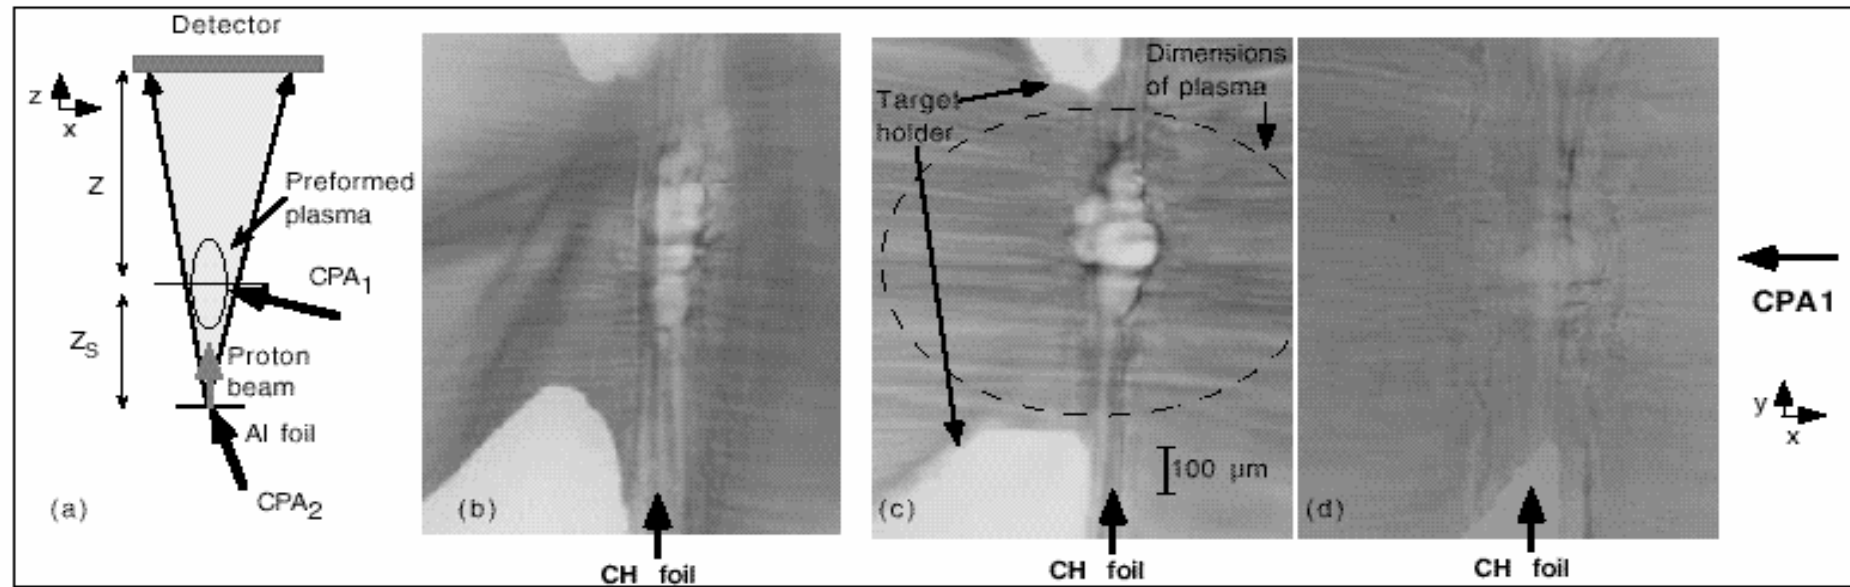 Detector
z
x
Z
Preformed
plasma
CPA1
ZS
Proton
beam
Al foil
CPA2
(a)
(b)
CH foil
Target
holder
Dimensions
of plasma
100 μm
(c)
CH foil
(d)
CH foil
CPA1
y
x